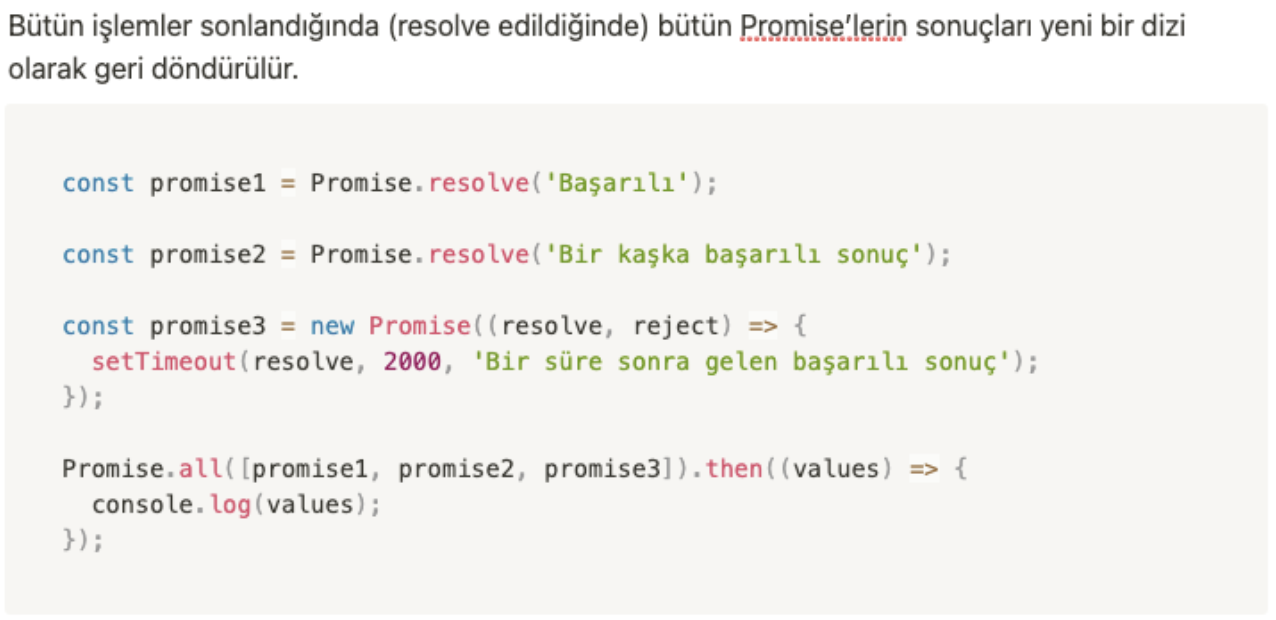 Bütün işlemler sonlandığında (resolve edildiğinde) bütün Promise’lerin sonuçları yeni bir dizi
olarak geri döndürülür.
const promise1 = Promise.resolve('Başarılı');
const promise2 = Promise.resolve('Bir kaşka başarılı sonuç');
const promise3 = new Promise((resolve, reject) => {
  setTimeout(resolve, 2000, 'Bir süre sonra gelen başarılı sonuç');
});
Promise.all([promise1, promise2, promise3]).then((values) => {
  console.log(values);
});